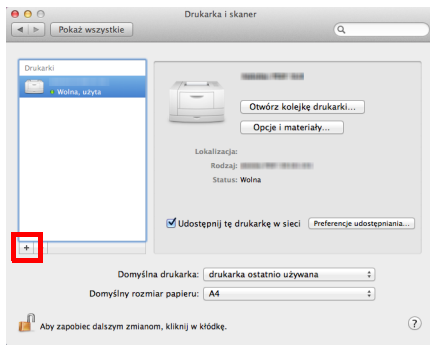 Drukarka i skaner
Pokaż wszystkie
Drukarki
Wolna, użyta
Otwórz kolejkę drukarki...
Opcje i materiały...
Lokalizacja:
Rodzaj:
Status: Wolna
Udostępnij tę drukarkę w sieci Preferencje udostępniania...
+
Domyślna drukarka: drukarka ostatnio używana
Domyślny rozmiar papieru: A4
Aby zapobiec dalszym zmianom, kliknij w kłódkę.
?